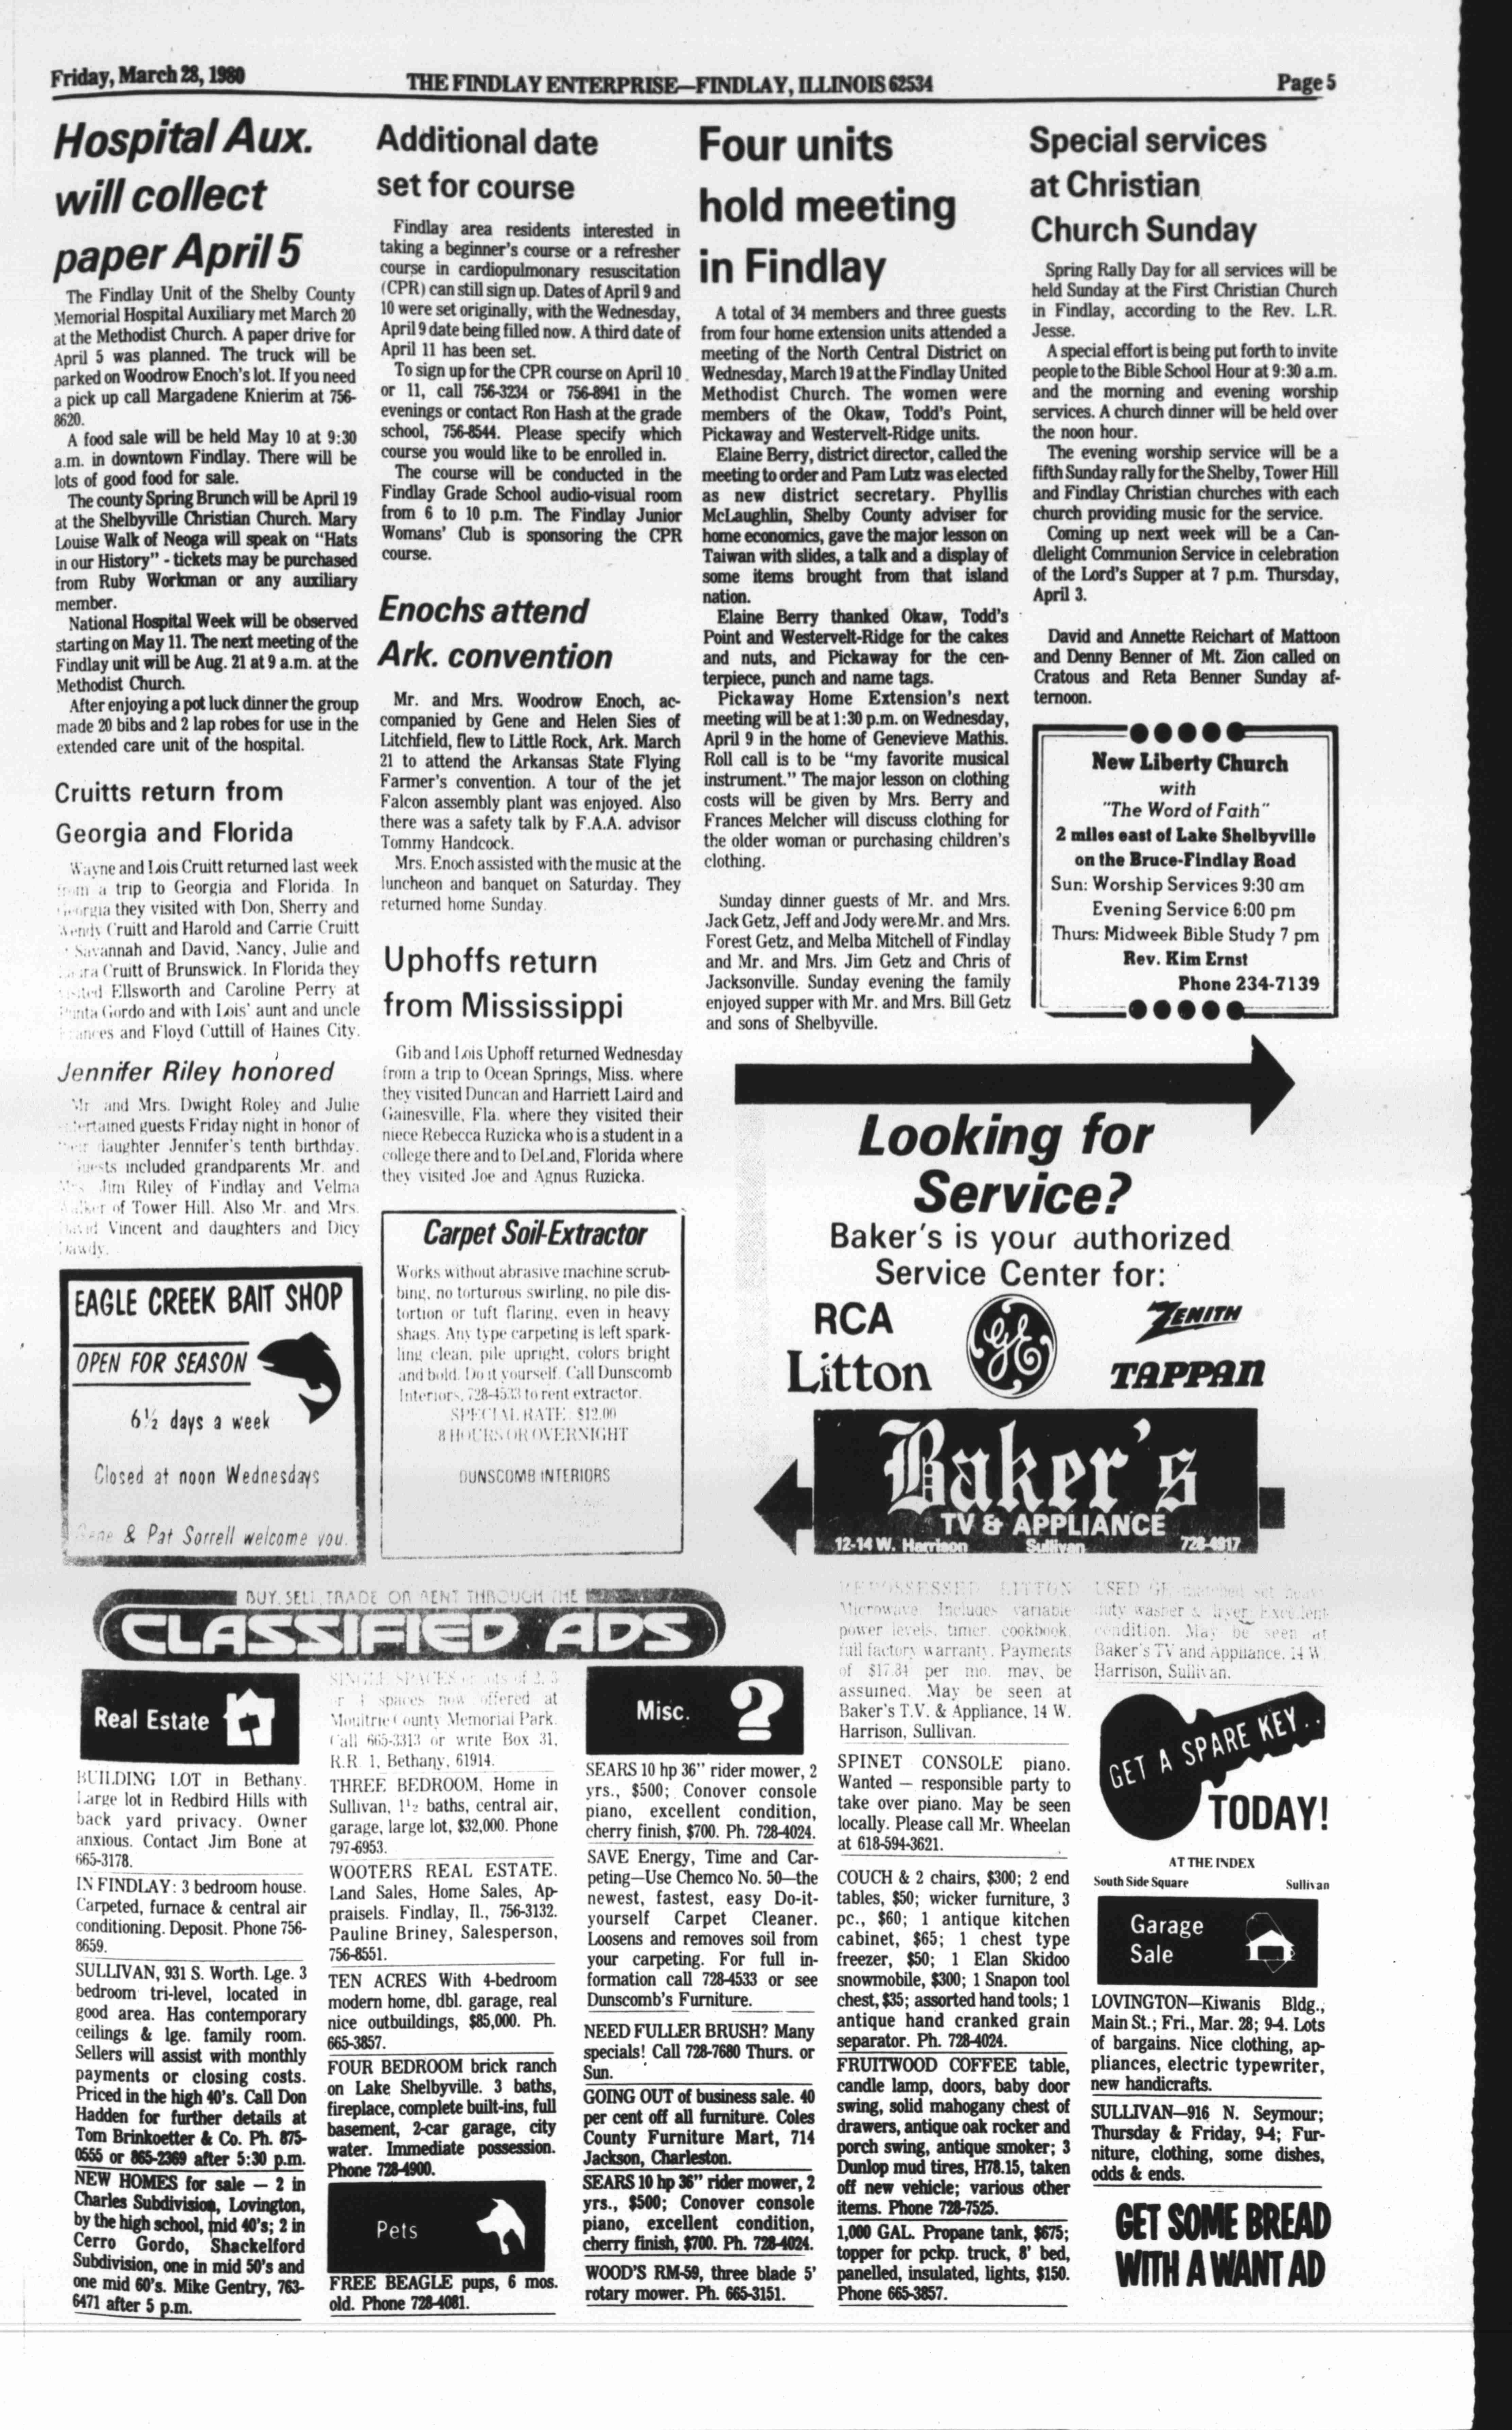 Friday, March 28, 1980
THE FINDLAY ENTERPRISE—FINDLAY, ILLINOIS 62534
Page 5
Hospital Aux.
will collect
paper April 5
The Findlay Unit of the Shelby County
Memorial Hospital Auxiliary met March 20
at the Methodist Church. A paper drive for
April 5 was planned. The truck will be
parked on Woodrow Enoch's lot. If you need
a pick up call Margadene Knierim at 756-
8620.
A food sale will be held May 10 at 9:30
a.m. in downtown Findlay. There will be
lots of good food for sale.
The county Spring Brunch will be April 19
at the Shelbyville Christian Church. Mary
Louise Walk of Neoga will speak on "Hats
in our History" - tickets may be purchased
from Ruby Workman or any auxiliary
member.
National Hospital Week will be observed
starting on May 11. The next meeting of the
Findlay unit will be Aug. 21 at 9 a.m. at the
Methodist Church.
After enjoying a pot luck dinner the group
made 20 bibs and 2 lap robes for use in the
extended care unit of the hospital.
Cruitts return from
Georgia and Florida
Wayne and Lois Cruitt returned last week
from a trip to Georgia and Florida. In
Georgia they visited with Don, Sherry and
Wendy Cruitt and Harold and Carrie Cruitt
Savannah and David, Nancy, Julie and
Cruitt of Brunswick. In Florida they
visited Ellsworth and Caroline Perry at
Punta Gordo and with Lois' aunt and uncle
Frances and Floyd Cuttill of Haines City.
Jennifer Riley honored
Mr. and Mrs. Dwight Roley and Julie
entertained guests Friday night in honor of
their daughter Jennifer's tenth birthday.
Guests included grandparents Mr. and
Mrs. Jim Riley of Findlay and Velma
of Tower Hill. Also Mr. and Mrs.
David Vincent and daughters and Dicy
Dawdy.
EAGLE CREEK BAIT SHOP
OPEN FOR SEASON
6½ days a week
Closed at noon Wednesdays
Gene & Pat Sorrell welcome you.
Additional date
set for course
Findlay area residents interested in
taking a beginner's course or a refresher
course in cardiopulmonary resuscitation
(CPR) can still sign up. Dates of April 9 and
10 were set originally, with the Wednesday,
April 9 date being filled now. A third date of
April 11 has been set.
To sign up for the CPR course on April 10
or 11, call 756-3234 or 756-8941 in the
evenings or contact Ron Hash at the grade
school, 756-8544. Please specify which
course you would like to be enrolled in.
The course will be conducted in the
Findlay Grade School audio-visual room
from 6 to 10 p.m. The Findlay Junior
Womans' Club is sponsoring the CPR
course.
Enochs attend
Ark. convention
Mr. and Mrs. Woodrow Enoch, ac-
companied by Gene and Helen Sies of
Litchfield, flew to Little Rock, Ark. March
21 to attend the Arkansas State Flying
Farmer's convention. A tour of the jet
Falcon assembly plant was enjoyed. Also
there was a safety talk by F.A.A. advisor
Tommy Handcock.
Mrs. Enoch assisted with the music at the
luncheon and banquet on Saturday. They
returned home Sunday.
Uphoffs return
from Mississippi
Gib and Lois Uphoff returned Wednesday
from a trip to Ocean Springs, Miss. where
they visited Duncan and Harriett Laird and
Gainesville, Fla. where they visited their
niece Rebecca Ruzicka who is a student in a
college there and to DeLand, Florida where
they visited Joe and Agnus Ruzicka.
Carpet Soil-Extractor
Works without abrasive machine scrub-
bing, no torturous swirling, no pile dis-
tortion or tuft flaring, even in heavy
shags. Any type carpeting is left spark-
ling clean, pile upright, colors bright
and bold. Do it yourself. Call Dunscomb
Interiors, 728-4533 to rent extractor.
SPECIAL RATE $12.00
8 HOURS OR OVERNIGHT
DUNSCOMB INTERIORS
Four units
hold meeting
in Findlay
A total of 34 members and three guests
from four home extension units attended a
meeting of the North Central District on
Wednesday, March 19 at the Findlay United
Methodist Church. The women were
members of the Okaw, Todd's Point,
Pickaway and Westervelt-Ridge units.
Elaine Berry, district director, called the
meeting to order and Pam Lutz was elected
as new district secretary. Phyllis
McLaughlin, Shelby County adviser for
home economics, gave the major lesson on
Taiwan with slides, a talk and a display of
some items brought from that island
nation.
Elaine Berry thanked Okaw, Todd's
Point and Westervelt-Ridge for the cakes
and nuts, and Pickaway for the cen-
terpiece, punch and name tags.
Pickaway Home Extension's next
meeting will be at 1:30 p.m. on Wednesday,
April 9 in the home of Genevieve Mathis.
Roll call is to be "my favorite musical
instrument." The major lesson on clothing
costs will be given by Mrs. Berry and
Frances Melcher will discuss clothing for
the older woman or purchasing children's
clothing.
Sunday dinner guests of Mr. and Mrs.
Jack Getz, Jeff and Jody were Mr. and Mrs.
Forest Getz, and Melba Mitchell of Findlay
and Mr. and Mrs. Jim Getz and Chris of
Jacksonville. Sunday evening the family
enjoyed supper with Mr. and Mrs. Bill Getz
and sons of Shelbyville.
Special services
at Christian
Church Sunday
Spring Rally Day for all services will be
held Sunday at the First Christian Church
in Findlay, according to the Rev. L.R.
Jesse.
A special effort is being put forth to invite
people to the Bible School Hour at 9:30 a.m.
and the morning and evening worship
services. A church dinner will be held over
the noon hour.
The evening worship service will be a
fifth Sunday rally for the Shelby, Tower Hill
and Findlay Christian churches with each
church providing music for the service.
Coming up next week will be a Can-
dlelight Communion Service in celebration
of the Lord's Supper at 7 p.m. Thursday,
April 3.
David and Annette Reichart of Mattoon
and Denny Benner of Mt. Zion called on
Cratous and Reta Benner Sunday af-
ternoon.
New Liberty Church
with
"The Word of Faith"
2 miles east of Lake Shelbyville
on the Bruce-Findlay Road
Sun: Worship Services 9:30 am
Evening Service 6:00 pm
Thurs: Midweek Bible Study 7 pm
Rev. Kim Ernst
Phone 234-7139
Looking for
Service?
Baker's is your authorized
Service Center for:
RCA
GE
ZENITH
Litton
TAPPAN
Baker's
TV & APPLIANCE
12-14 W. Harrison Sullivan 728-4917
BUY, SELL, TRADE OR RENT THROUGH THE
CLASSIFIED ADS
Real Estate
BUILDING LOT in Bethany.
Large lot in Redbird Hills with
back yard privacy. Owner
anxious. Contact Jim Bone at
665-3178.
IN FINDLAY: 3 bedroom house.
Carpeted, furnace & central air
conditioning. Deposit. Phone 756-
8659.
SULLIVAN, 931 S. Worth. Lge. 3
bedroom tri-level, located in
good area. Has contemporary
ceilings & lge. family room.
Sellers will assist with monthly
payments or closing costs.
Priced in the high 40's. Call Don
Hadden for further details at
Tom Brinkoetter & Co. Ph. 875-
0555 or 865-2369 after 5:30 p.m.
NEW HOMES for sale — 2 in
Charles Subdivision, Lovington,
by the high school, mid 40's; 2 in
Cerro Gordo, Shackelford
Subdivision, one in mid 50's and
one mid 60's. Mike Gentry, 763-
6471 after 5 p.m.
SINGLE SPACES or lots of 2, 3
or 4 spaces now offered at
Moultrie County Memorial Park.
Call 665-3313 or write Box 31,
R.R. 1, Bethany, 61914.
THREE BEDROOM, Home in
Sullivan, 1½ baths, central air,
garage, large lot, $32,000. Phone
797-6953.
WOOTERS REAL ESTATE.
Land Sales, Home Sales, Ap-
praisels. Findlay, Il., 756-3132.
Pauline Briney, Salesperson,
756-8551.
TEN ACRES With 4-bedroom
modern home, dbl. garage, real
nice outbuildings, $85,000. Ph.
665-3857.
FOUR BEDROOM brick ranch
on Lake Shelbyville. 3 baths,
fireplace, complete built-ins, full
basement, 2-car garage, city
water. Immediate possession.
Phone 728-4900.
Pets
FREE BEAGLE pups, 6 mos.
old. Phone 728-4081.
Misc. ?
SEARS 10 hp 36" rider mower, 2
yrs., $500; Conover console
piano, excellent condition,
cherry finish, $700. Ph. 728-4024.
SAVE Energy, Time and Car-
peting—Use Chemco No. 50—the
newest, fastest, easy Do-it-
yourself Carpet Cleaner.
Loosens and removes soil from
your carpeting. For full in-
formation call 728-4533 or see
Dunscomb's Furniture.
NEED FULLER BRUSH? Many
specials! Call 728-7680 Thurs. or
Sun.
GOING OUT of business sale. 40
per cent off all furniture. Coles
County Furniture Mart, 714
Jackson, Charleston.
SEARS 10 hp 36" rider mower, 2
yrs., $500; Conover console
piano, excellent condition,
cherry finish, $700. Ph. 728-4024.
WOOD'S RM-59, three blade 5'
rotary mower. Ph. 665-3151.
REPOSSESSED LITTON
Microwave. Includes variable
power levels, timer, cookbook,
full factory warranty. Payments
of $17.34 per mo. may, be
assumed. May be seen at
Baker's T.V. & Appliance, 14 W.
Harrison, Sullivan.
SPINET CONSOLE piano.
Wanted — responsible party to
take over piano. May be seen
locally. Please call Mr. Wheelan
at 618-594-3621.
COUCH & 2 chairs, $300; 2 end
tables, $50; wicker furniture, 3
pc., $60; 1 antique kitchen
cabinet, $65; 1 chest type
freezer, $50; 1 Elan Skidoo
snowmobile, $300; 1 Snapon tool
chest, $35; assorted hand tools; 1
antique hand cranked grain
separator. Ph. 728-4024.
FRUITWOOD COFFEE table,
candle lamp, doors, baby door
swing, solid mahogany chest of
drawers, antique oak rocker and
porch swing, antique smoker; 3
Dunlop mud tires, H78.15, taken
off new vehicle; various other
items. Phone 728-7525.
1,000 GAL. Propane tank, $675;
topper for pckp. truck, 8' bed,
panelled, insulated, lights, $150.
Phone 665-3857.
USED GE matched set heavy
duty washer & dryer. Excellent
condition. May be seen at
Baker's TV and Appliance, 14 W
Harrison, Sullivan.
GET A SPARE KEY..
TODAY!
AT THE INDEX
South Side Square Sullivan
Garage
Sale
LOVINGTON—Kiwanis Bldg.,
Main St.; Fri., Mar. 28; 9-4. Lots
of bargains. Nice clothing, ap-
pliances, electric typewriter,
new handicrafts.
SULLIVAN—916 N. Seymour;
Thursday & Friday, 9-4; Fur-
niture, clothing, some dishes,
odds & ends.
GET SOME BREAD
WITH A WANT AD